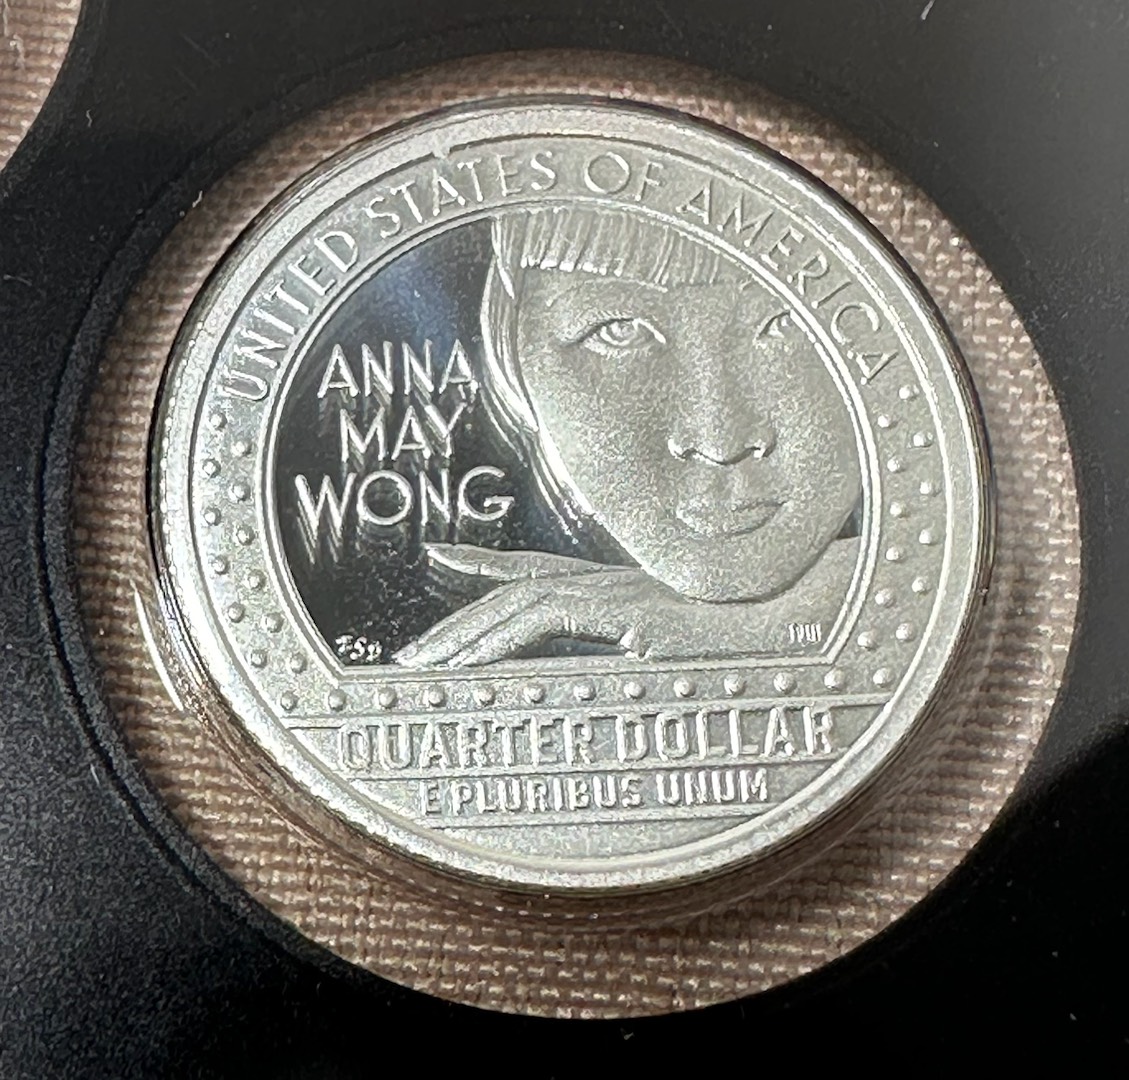 UNITED STATES OF AMERICA
ANNA
MAY
WONG
QUARTER DOLLAR
E PLURIBUS UNUM